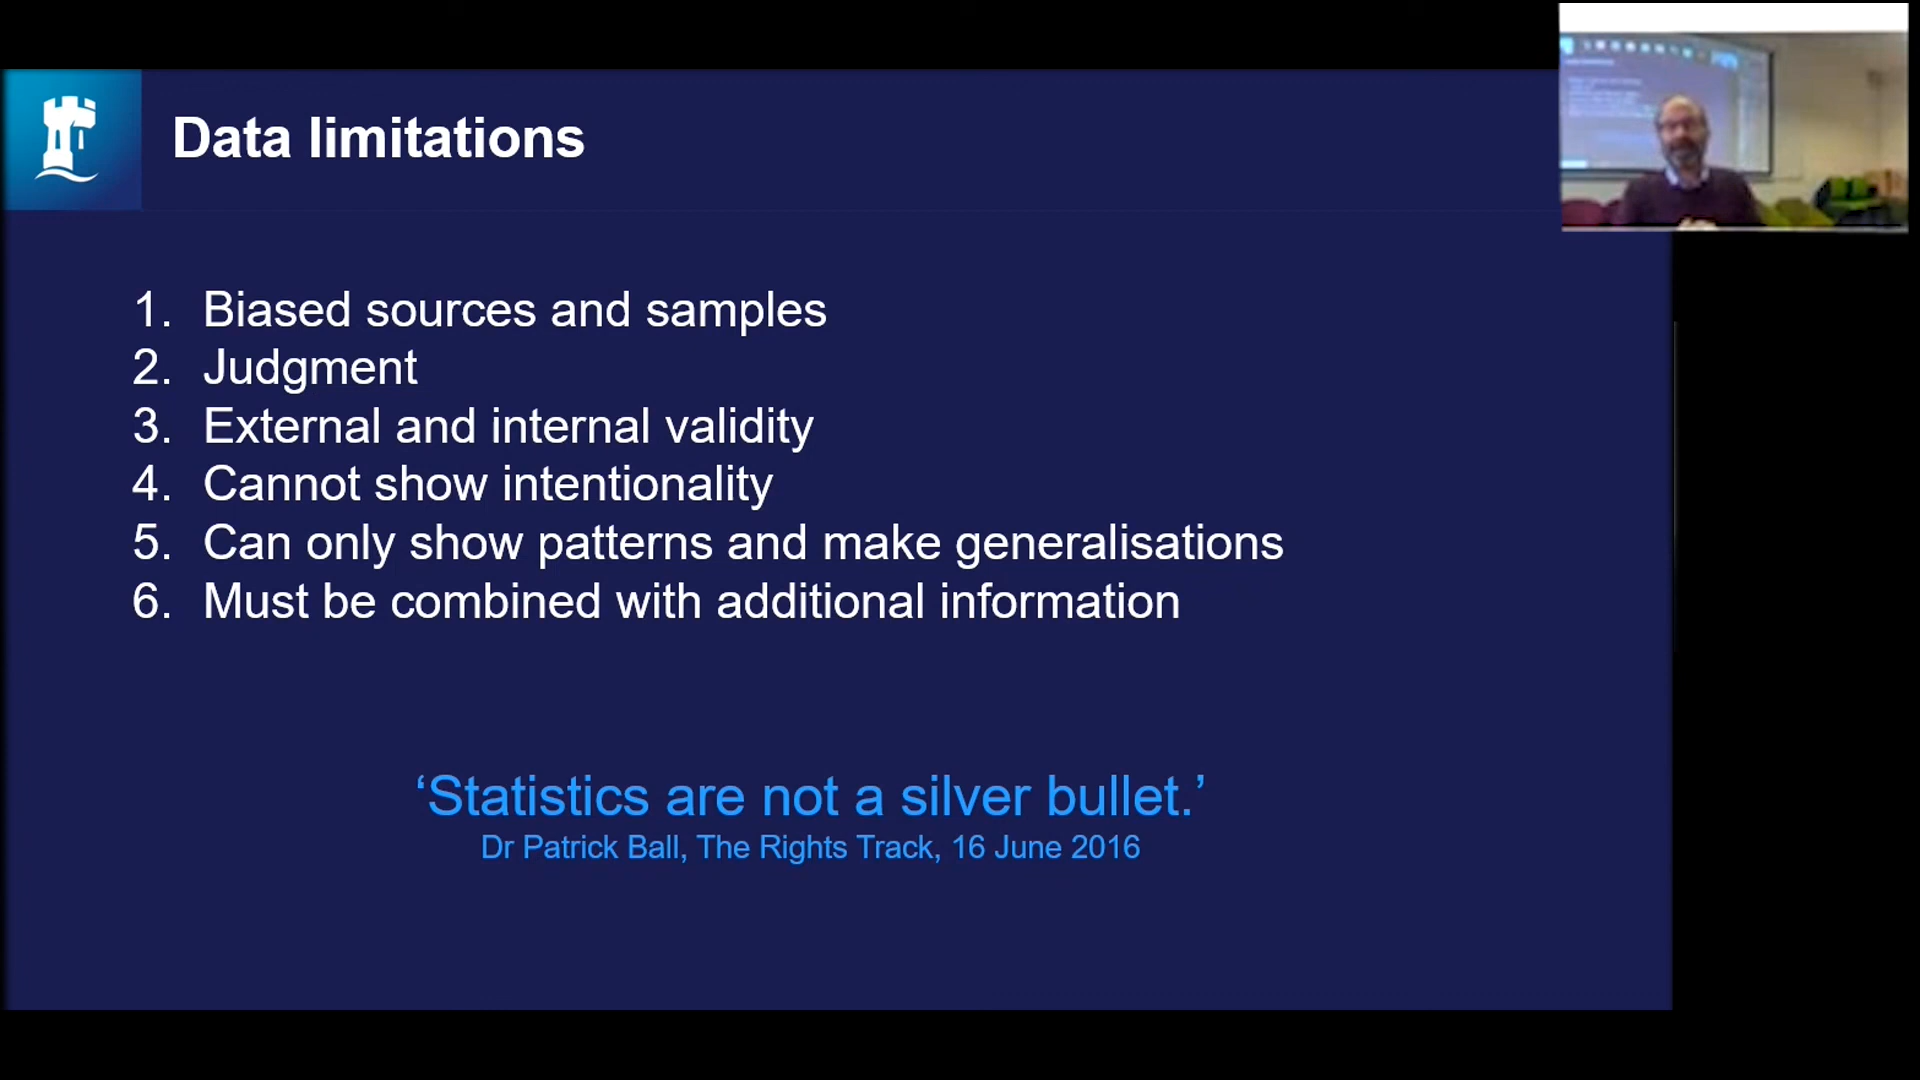 Data limitations
1. Biased sources and samples
2. Judgment
3. External and internal validity
4. Cannot show intentionality
5. Can only show patterns and make generalisations
6. Must be combined with additional information
‘Statistics are not a silver bullet.’
Dr Patrick Ball, The Rights Track, 16 June 2016